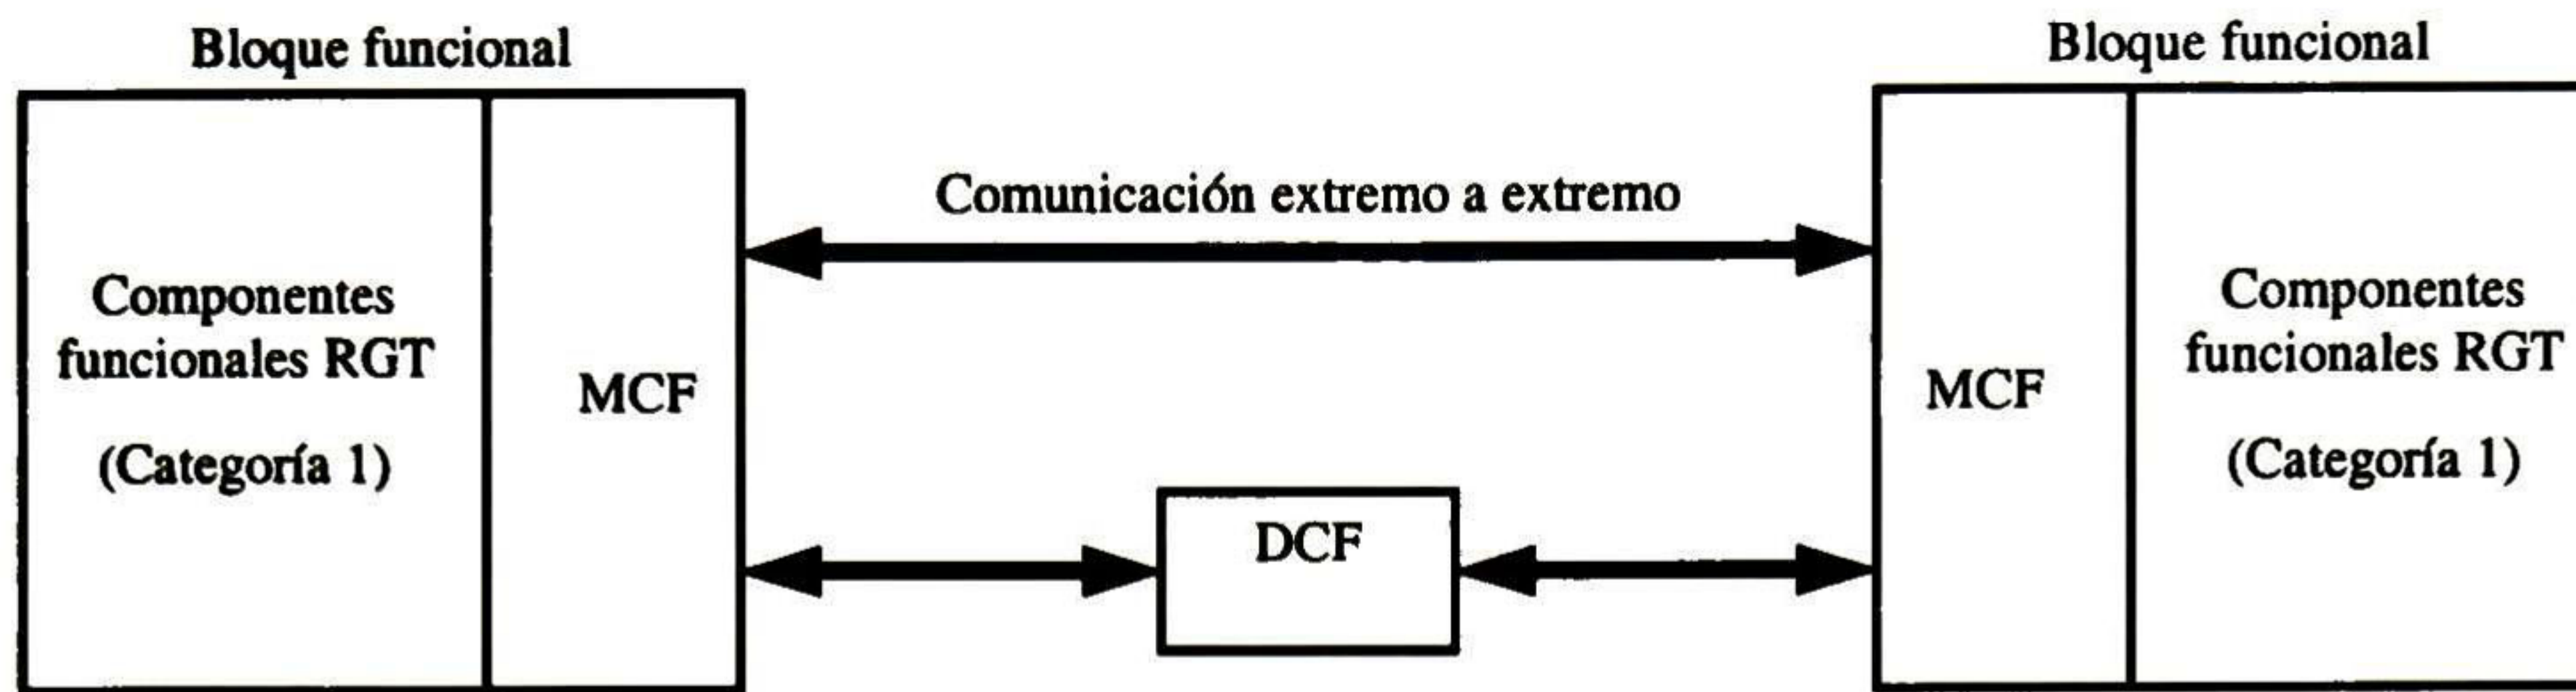 Bloque funcional
Componentes
funcionales RGT
(Categoría 1)
MCF
Comunicación extremo a extremo
DCF
Bloque funcional
MCF
Componentes
funcionales RGT
(Categoría 1)